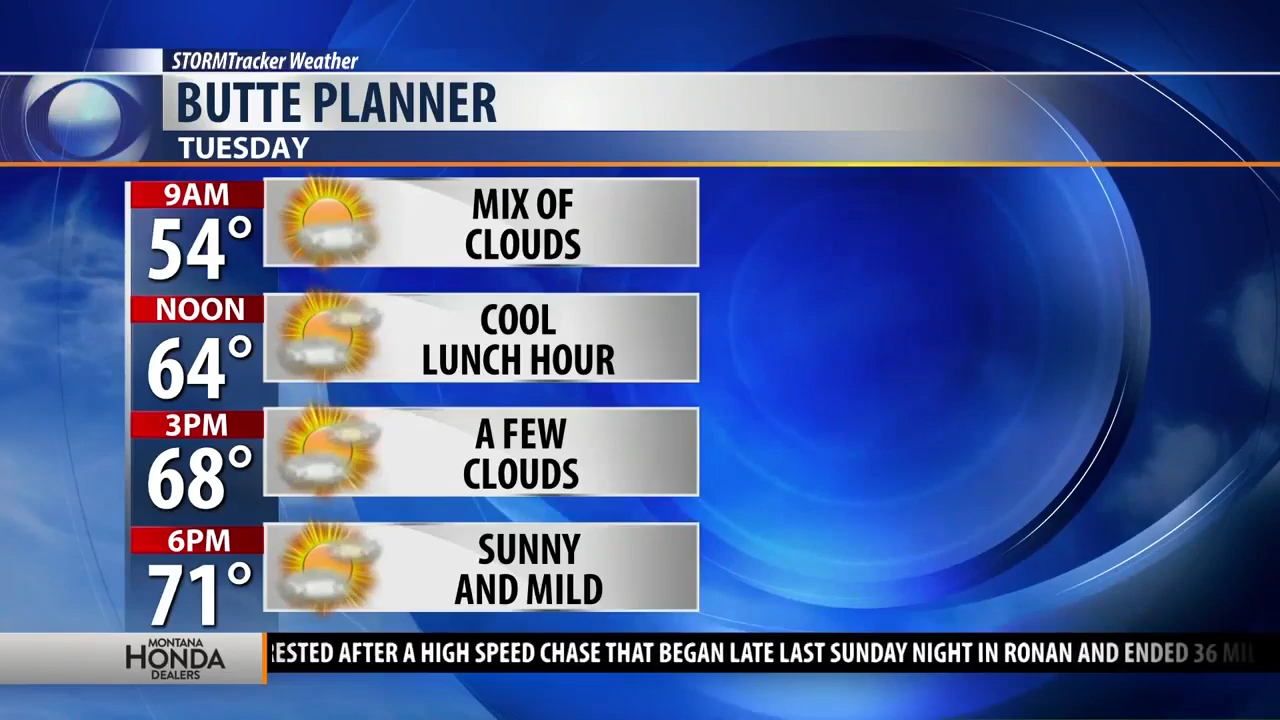 STORMTracker Weather
BUTTE PLANNER
TUESDAY
9AM
54°
MIX OF
CLOUDS
NOON
64°
COOL
LUNCH HOUR
3PM
68°
A FEW
CLOUDS
6PM
71°
SUNNY
AND MILD
MONTANA
HONDA
DEALERS
RESTED AFTER A HIGH SPEED CHASE THAT BEGAN LATE LAST SUNDAY NIGHT IN RONAN AND ENDED 36 MI